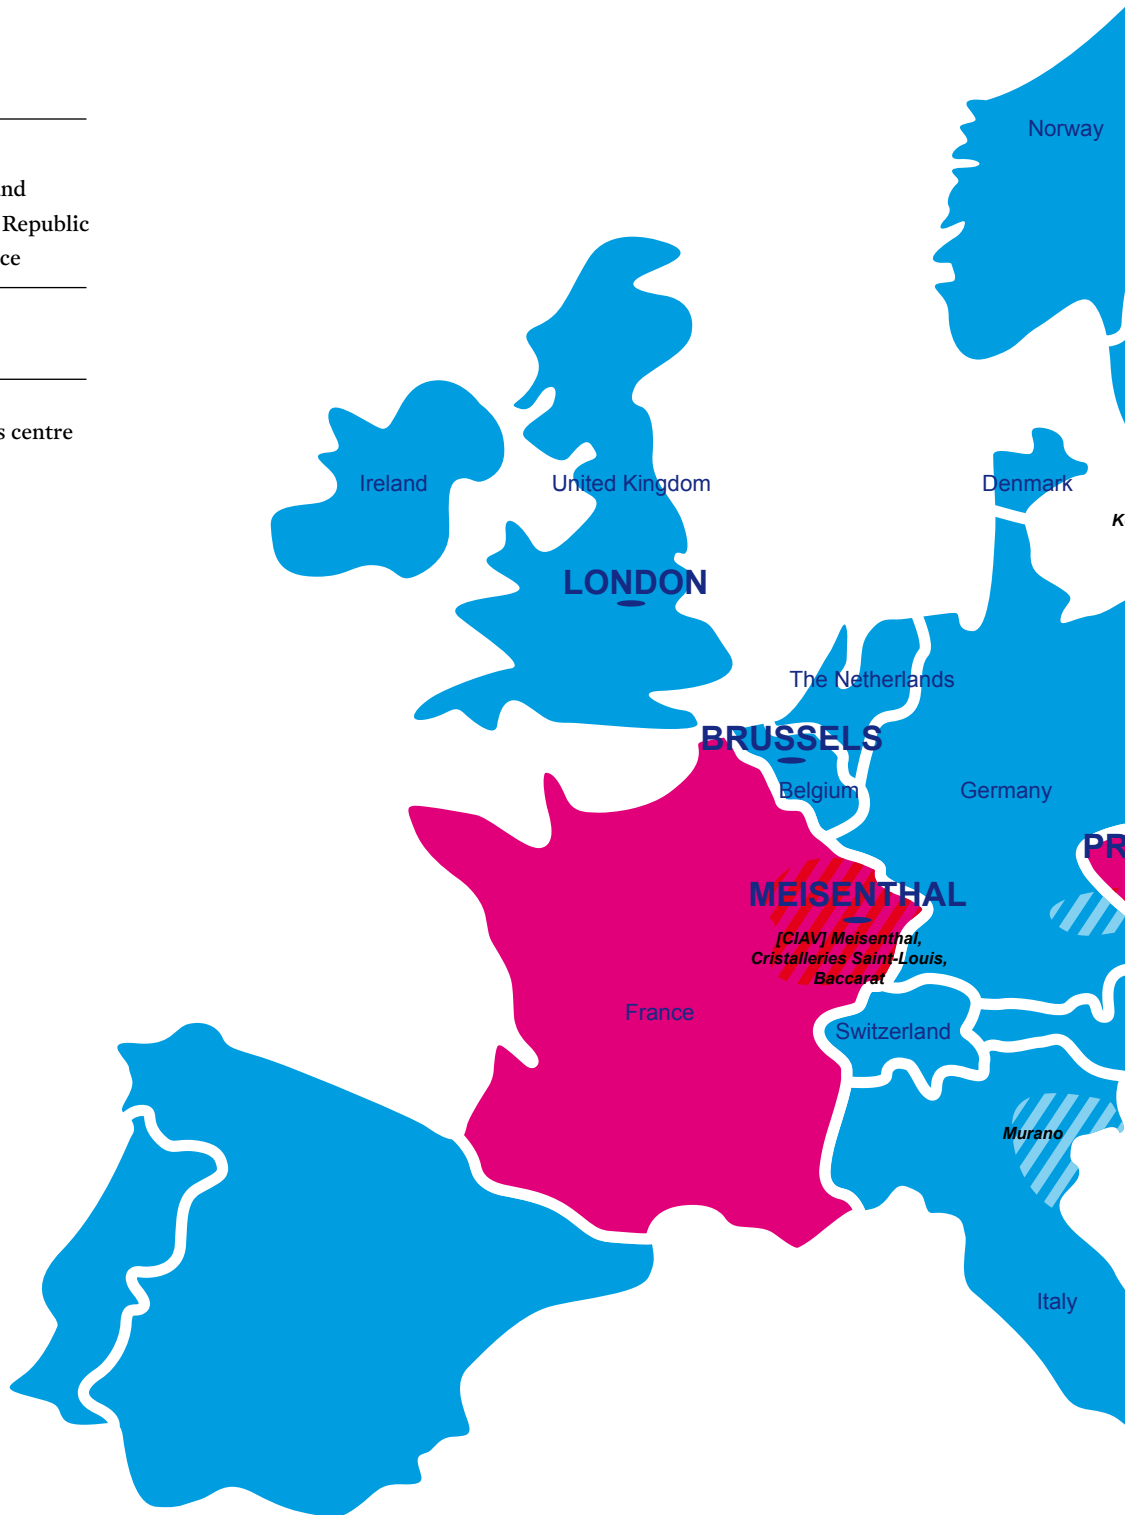 nd
Republic
ce
s centre
Norway
Ireland
United Kingdom
Denmark
K
LONDON
The Netherlands
BRUSSELS
Belgium
Germany
PR
MEISENTHAL
[CIAV] Meisenthal,
Cristalleries Saint-Louis,
Baccarat
France
Switzerland
Murano
Italy